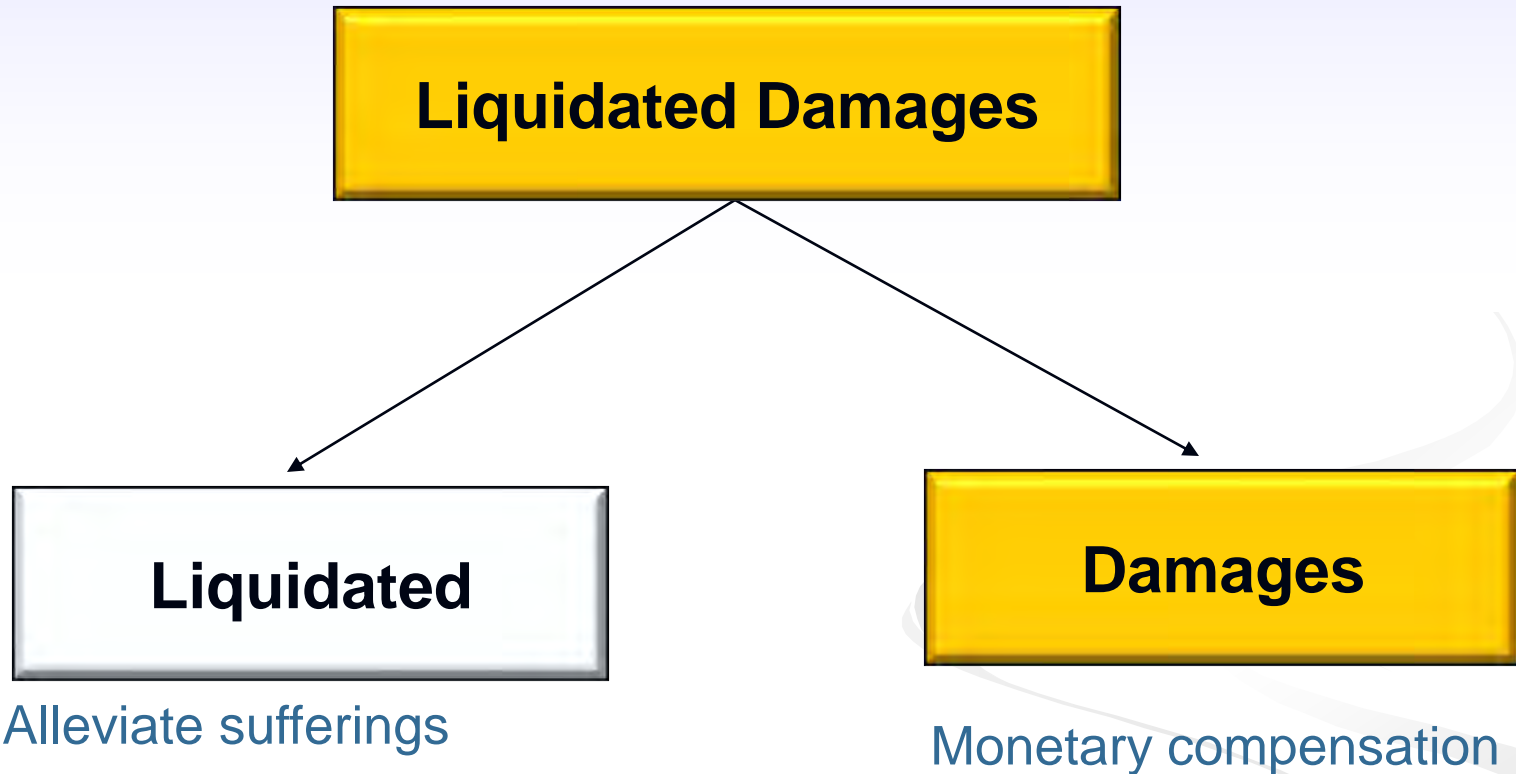 Liquidated Damages
Liquidated
Damages
Alleviate sufferings
Monetary compensation